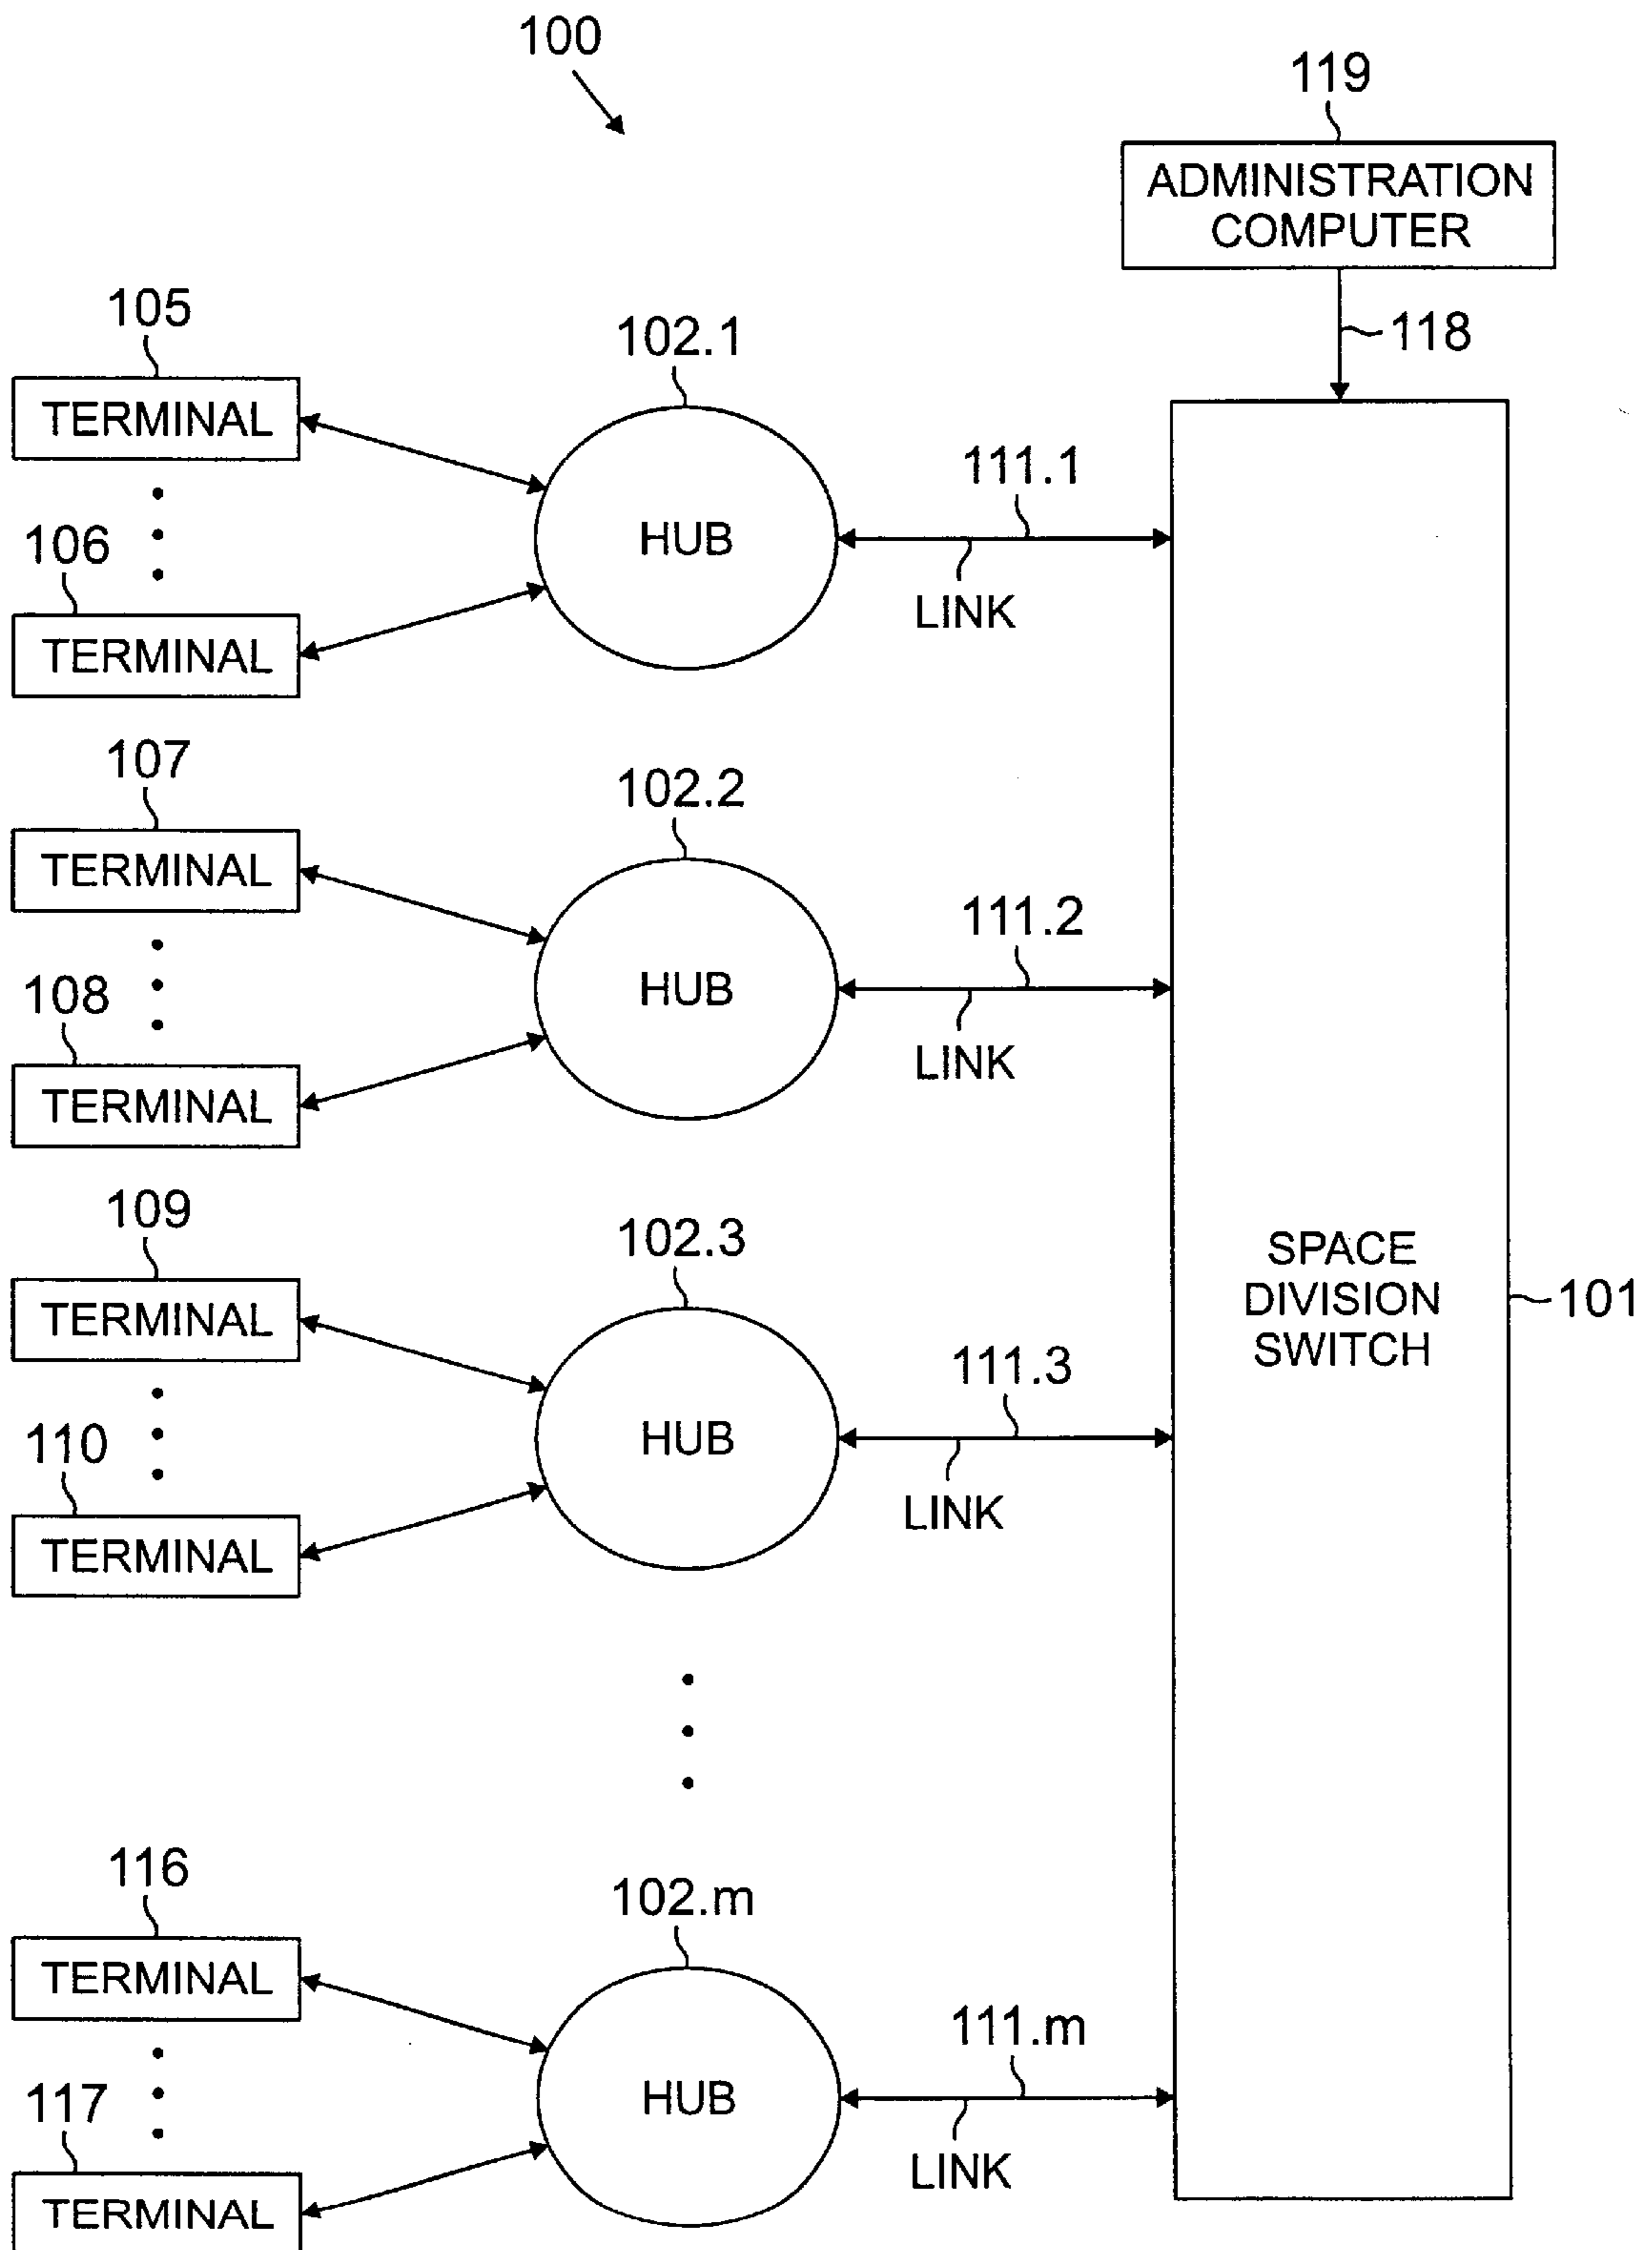 100
119
ADMINISTRATION
COMPUTER
118
105
TERMINAL
106
TERMINAL
102.1
HUB
111.1
LINK
107
TERMINAL
108
TERMINAL
102.2
HUB
111.2
LINK
109
TERMINAL
110
TERMINAL
102.3
HUB
111.3
LINK
SPACE
DIVISION
SWITCH
101
116
TERMINAL
117
TERMINAL
102.m
HUB
111.m
LINK